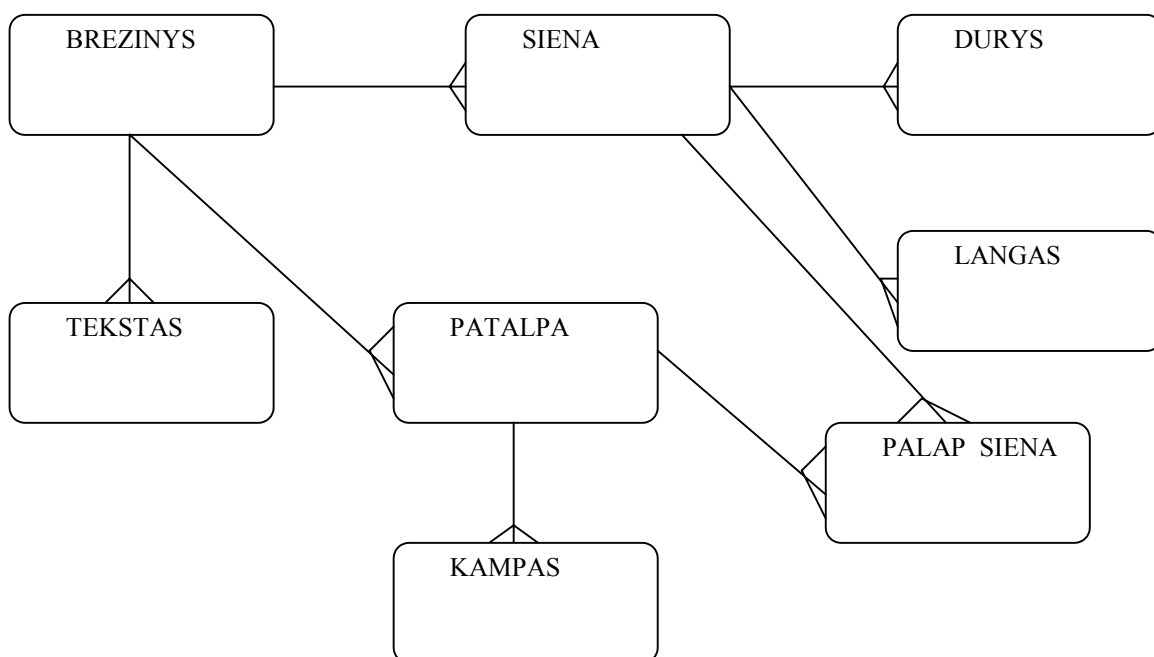 BREZINYS
SIENA
DURYS
LANGAS
TEKSTAS
PATALPA
PALAP SIENA
KAMPAS